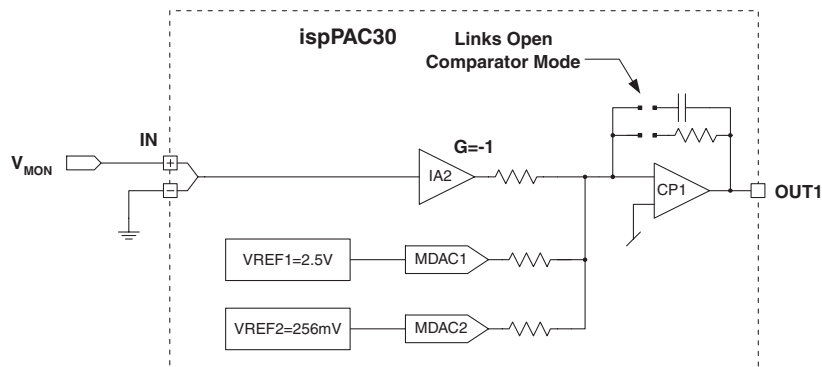 ispPAC30
Links Open
Comparator Mode
IN
V_MON
+
-
G=-1
IA2
CP1
OUT1
VREF1=2.5V
MDAC1
VREF2=256mV
MDAC2